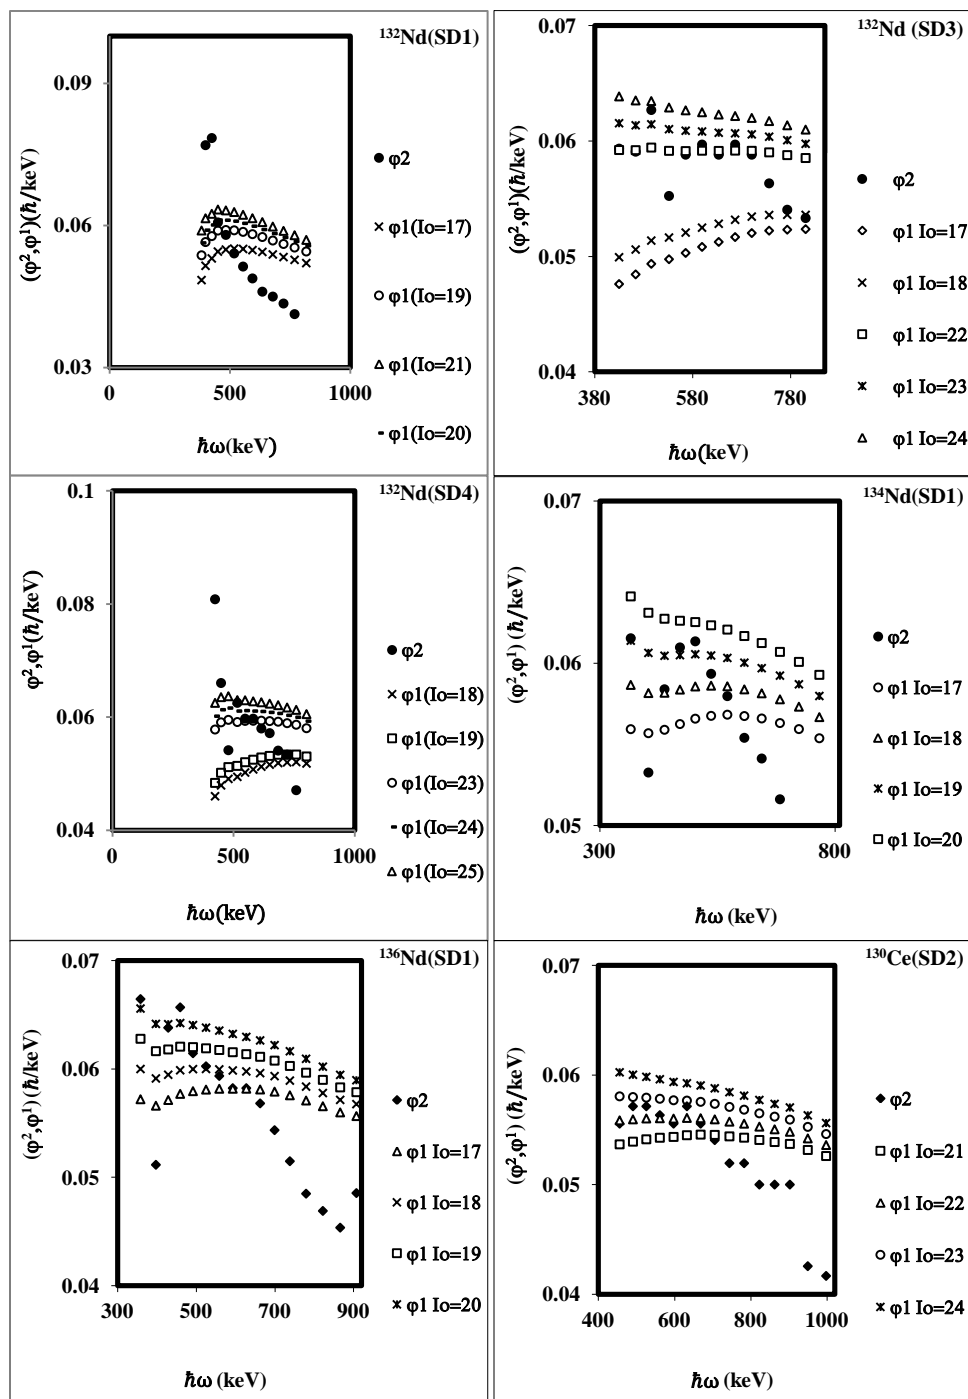 ¹³²Nd(SD1)
0.09
0.06
0.03
0
500
1000
(φ²,φ¹)(ℏ/keV)
ℏω(keV)
φ2
φ1(Io=17)
φ1(Io=19)
φ1(Io=21)
φ1(Io=20)
¹³²Nd (SD3)
0.07
0.06
0.05
0.04
380
580
780
(φ²,φ¹)(ℏ/keV)
ℏω(keV)
φ2
φ1 Io=17
φ1 Io=18
φ1 Io=22
φ1 Io=23
φ1 Io=24
¹³²Nd(SD4)
0.1
0.08
0.06
0.04
0
500
1000
φ²,φ¹(ℏ/keV)
ℏω(keV)
φ2
φ1(Io=18)
φ1(Io=19)
φ1(Io=23)
φ1(Io=24)
φ1(Io=25)
¹³⁴Nd(SD1)
0.07
0.06
0.05
300
800
(φ²,φ¹) (ℏ/keV)
ℏω (keV)
φ2
φ1 Io=17
φ1 Io=18
φ1 Io=19
φ1 Io=20
¹³⁶Nd(SD1)
0.07
0.06
0.05
0.04
300
500
700
900
(φ²,φ¹) (ℏ/keV)
ℏω (keV)
φ2
φ1 Io=17
φ1 Io=18
φ1 Io=19
φ1 Io=20
¹³⁰Ce(SD2)
0.07
0.06
0.05
0.04
400
600
800
1000
(φ²,φ¹) (ℏ/keV)
ℏω (keV)
φ2
φ1 Io=21
φ1 Io=22
φ1 Io=23
φ1 Io=24